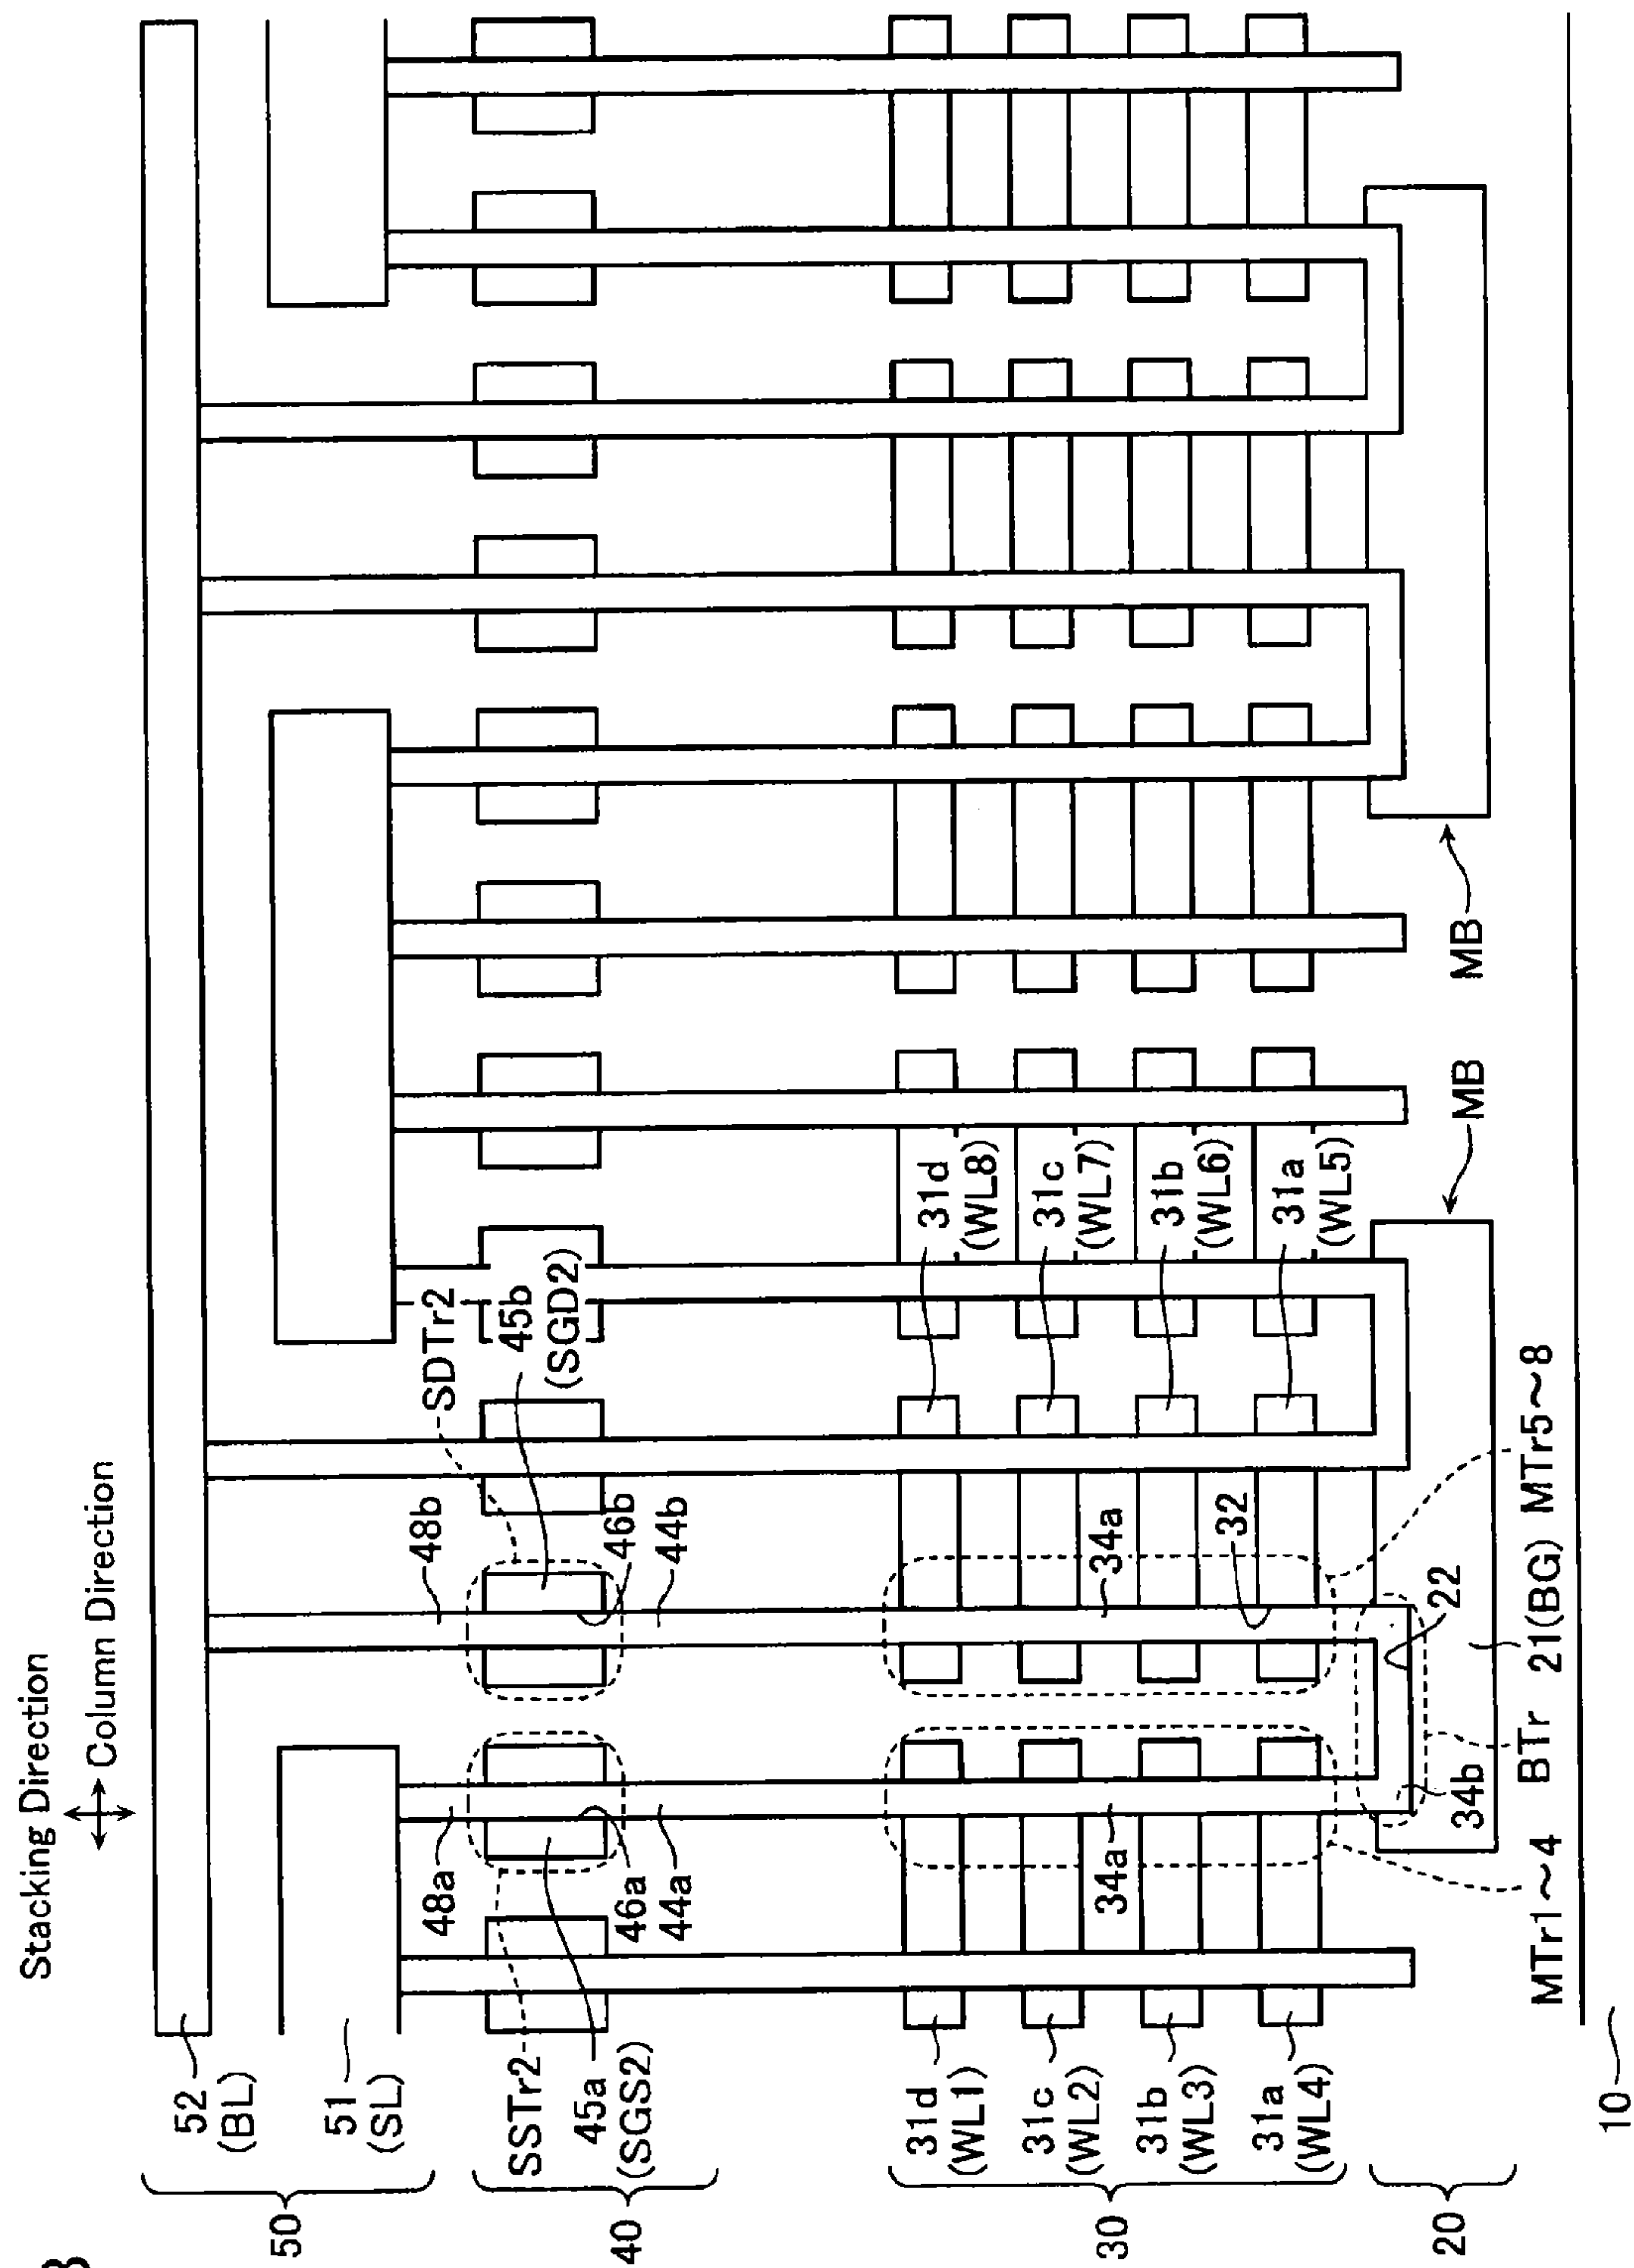 Stacking Direction
Column Direction
50
52
(BL)
51
(SL)
40
SSTr2
45a
(SGS2)
48a
46a
44a
48b
46b
44b
SDTr2
45b
(SGD2)
30
31d
(WL1)
31c
(WL2)
31b
(WL3)
31a
(WL4)
34a
34a
32
31d
(WL8)
31c
(WL7)
31b
(WL6)
31a
(WL5)
20
34b
22
MB
MB
MTr1~4
BTr
21(BG)
MTr5~8
10